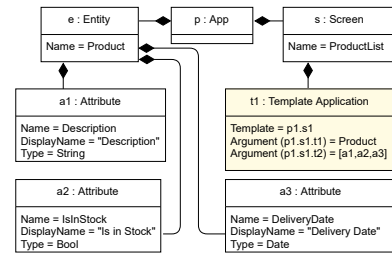 e : Entity
Name = Product
p : App
s : Screen
Name = ProductList
a1 : Attribute
Name = Description
DisplayName = "Description"
Type = String
t1 : Template Application
Template = p1.s1
Argument (p1.s1.t1) = Product
Argument (p1.s1.t2) = [a1,a2,a3]
a2 : Attribute
Name = IsInStock
DisplayName = "Is in Stock"
Type = Bool
a3 : Attribute
Name = DeliveryDate
DisplayName = "Delivery Date"
Type = Date